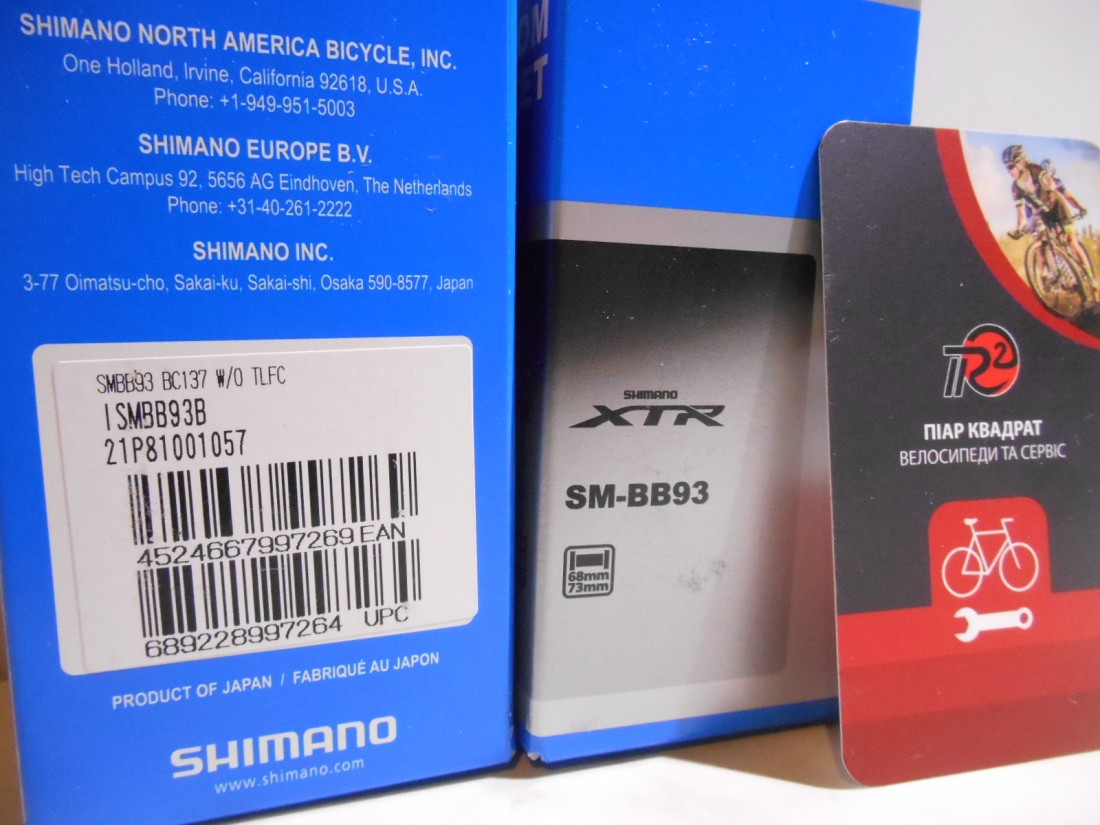 SHIMANO NORTH AMERICA BICYCLE, INC.
One Holland, Irvine, California 92618, U.S.A.
Phone: +1-949-951-5003
SHIMANO EUROPE B.V.
High Tech Campus 92, 5656 AG Eindhoven, The Netherlands
Phone: +31-40-261-2222
SHIMANO INC.
3-77 Oimatsu-cho, Sakai-ku, Sakai-shi, Osaka 590-8577, Japan
SMBB93 BC137 W/O TLFC
ISMBB93B
21P81001057
4524667997269 EAN
689228997264 UPC
PRODUCT OF JAPAN / FABRIQUÉ AU JAPON
SHIMANO
www.shimano.com
SHIMANO
XTR
SM-BB93
68mm
73mm
ПІАР КВАДРАТ
ВЕЛОСИПЕДИ ТА СЕРВІС